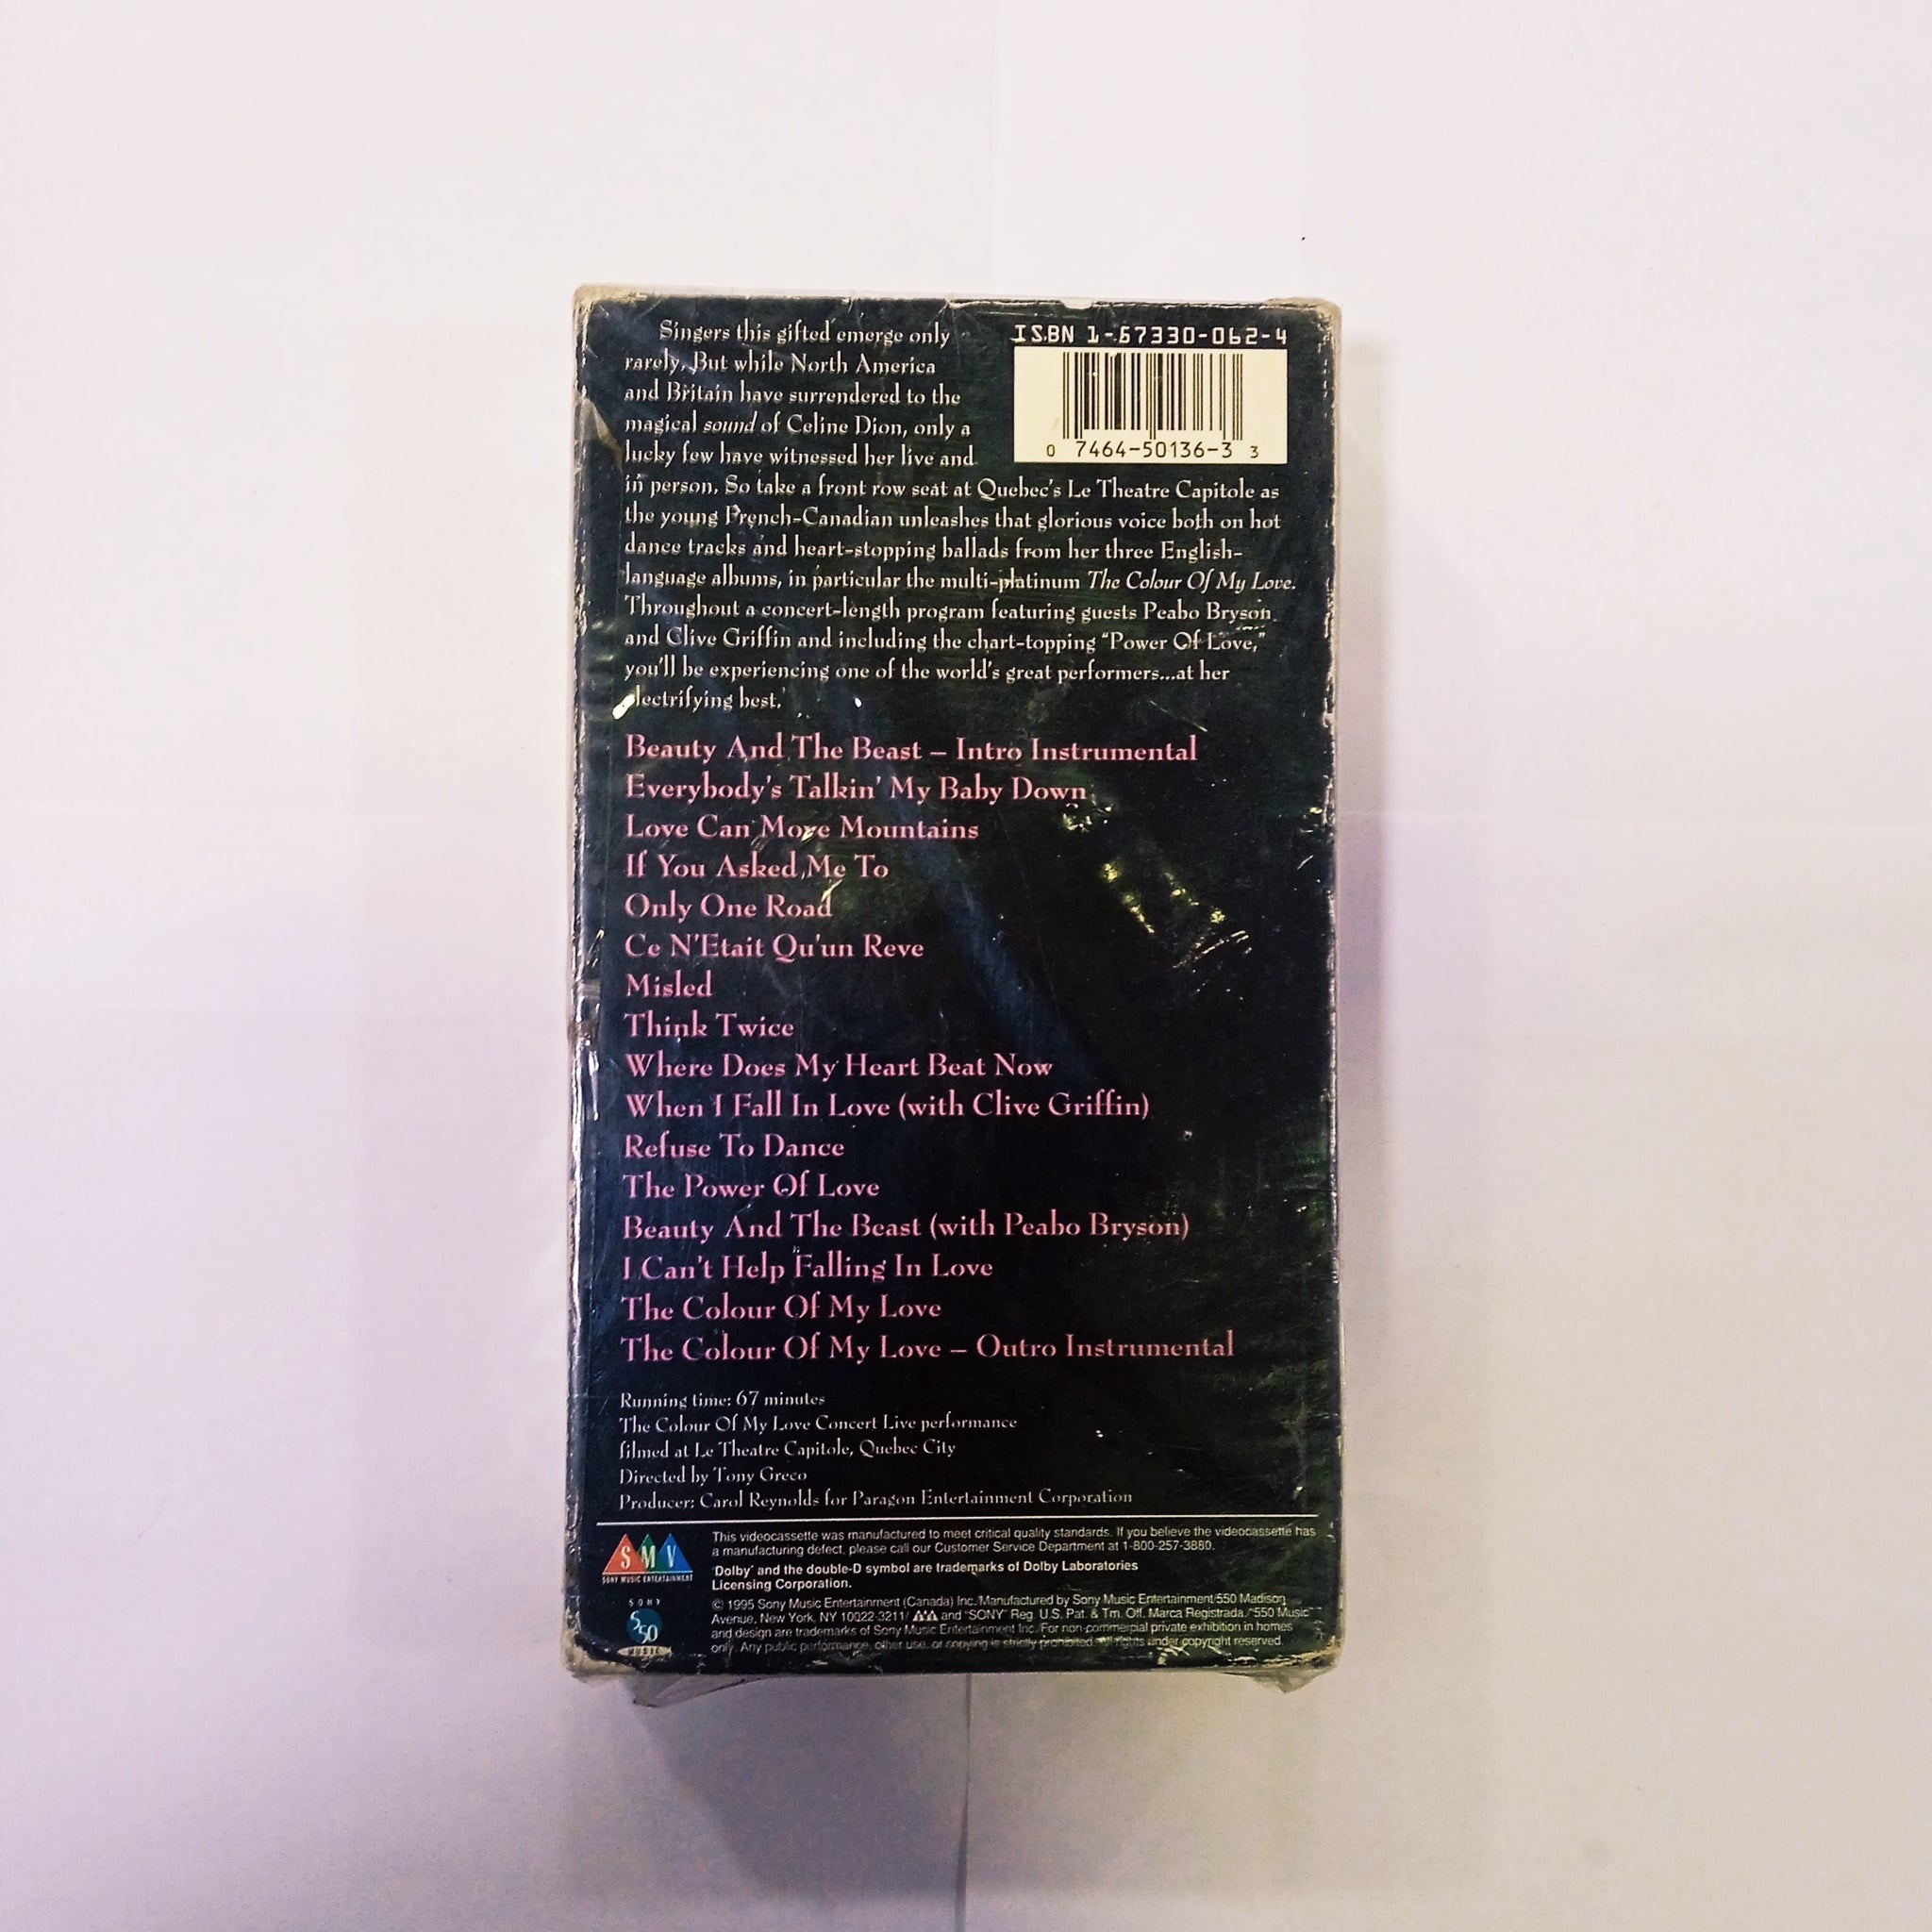 Singers this gifted emerge only
rarely. But while North America
and Britain have surrendered to the
magical sound of Celine Dion, only a
lucky few have witnessed her live and
ISBN 1-67330-062-4
0 7464-50136-3 3
in person. So take a front row seat at Quebec's Le Theatre Capitole as
the young French-Canadian unleashes that glorious voice both on hot
dance tracks and heart-stopping ballads from her three English-
language albums, in particular the multi-platinum The Colour Of My Love.
Throughout a concert-length program featuring guests Peabo Bryson
and Clive Griffin and including the chart-topping "Power Of Love,"
you'll be experiencing one of the world's great performers...at her
electrifying best.
Beauty And The Beast – Intro Instrumental
Everybody's Talkin' My Baby Down
Love Can Move Mountains
If You Asked Me To
Only One Road
Ce N'Etait Qu'un Reve
Misled
Think Twice
Where Does My Heart Beat Now
When I Fall In Love (with Clive Griffin)
Refuse To Dance
The Power Of Love
Beauty And The Beast (with Peabo Bryson)
I Can't Help Falling In Love
The Colour Of My Love
The Colour Of My Love – Outro Instrumental
Running time: 67 minutes
The Colour Of My Love Concert Live performance
filmed at Le Theatre Capitole, Quebec City
Directed by Tony Greco
Producer: Carol Reynolds for Paragon Entertainment Corporation
SMV
SONY MUSIC ENTERTAINMENT
SONY
550
MUSIC
This videocassette was manufactured to meet critical quality standards. If you believe the videocassette has
a manufacturing defect, please call our Customer Service Department at 1-800-257-3880.
"Dolby" and the double-D symbol are trademarks of Dolby Laboratories
Licensing Corporation.
© 1995 Sony Music Entertainment (Canada) Inc./Manufactured by Sony Music Entertainment/550 Madison
Avenue, New York, NY 10022-3211/ and "SONY" Reg. U.S. Pat. & Tm. Off. Marca Registrada./"550 Music"
and design are trademarks of Sony Music Entertainment Inc./For non-commercial private exhibition in homes
only. Any public performance, other use, or copying is strictly prohibited. All rights under copyright reserved.